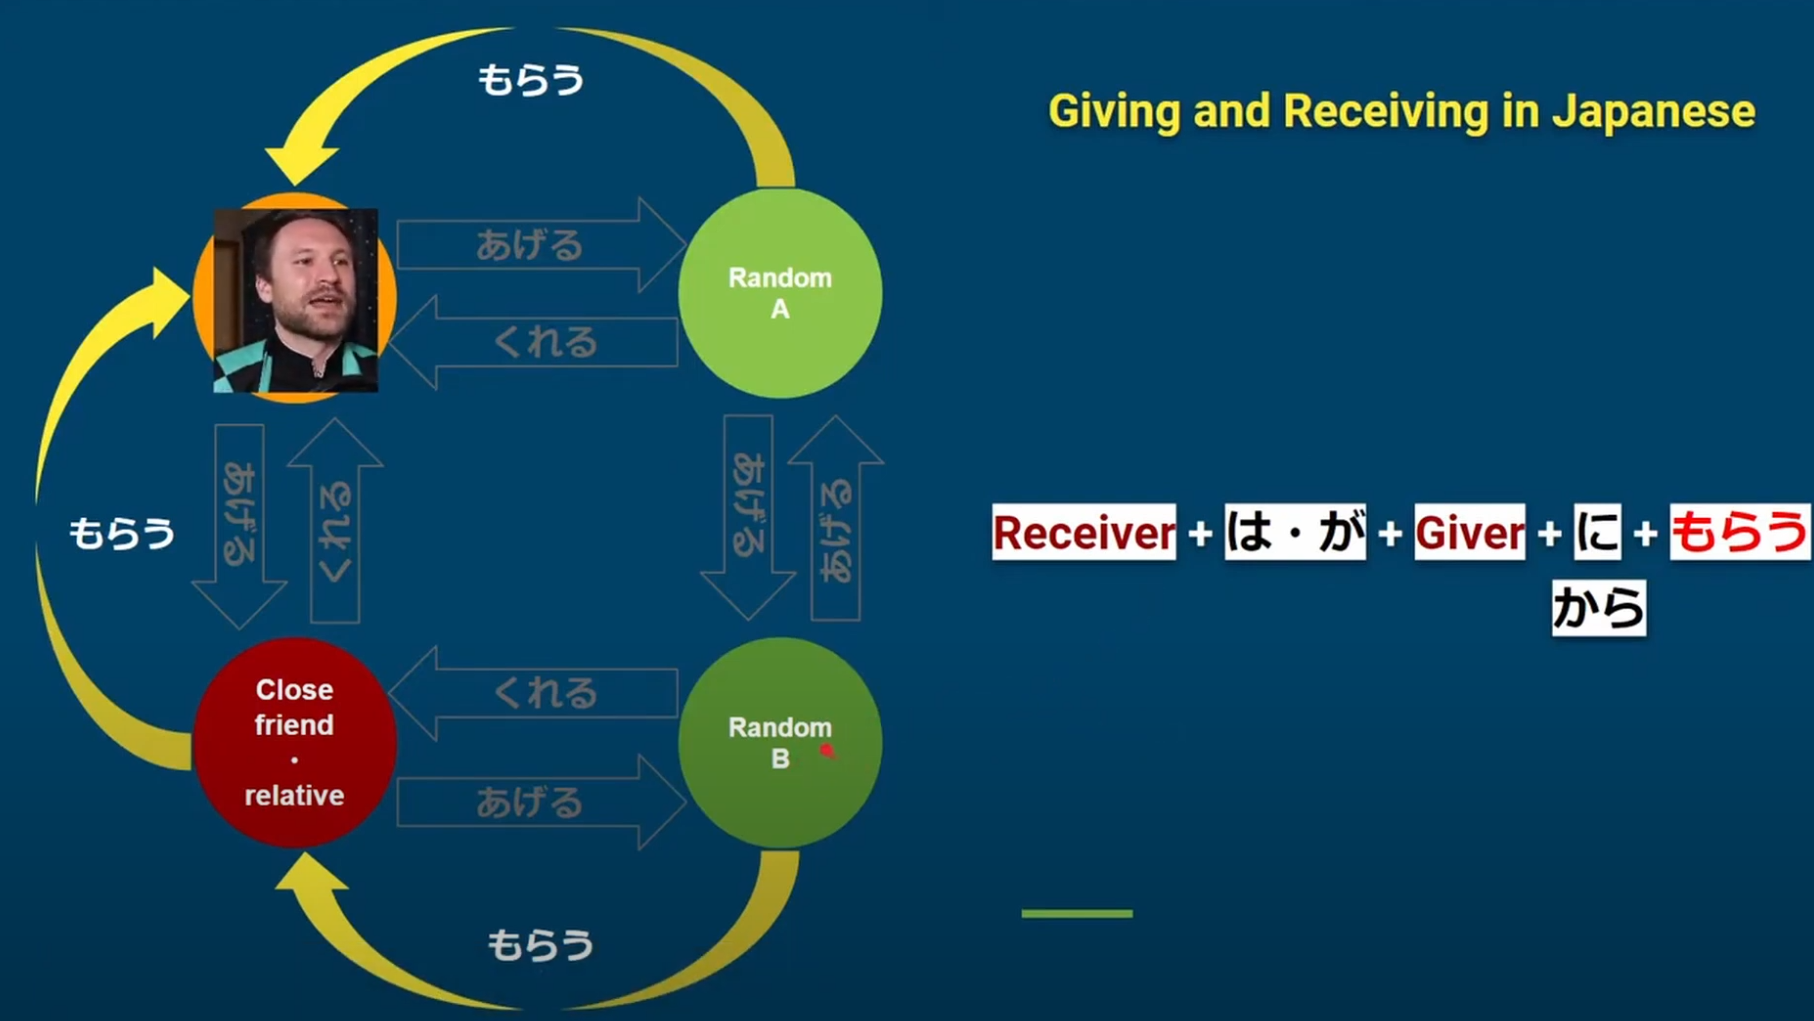 もらう
Giving and Receiving in Japanese
あげる
Random
A
くれる
あげる
くれる
あげる
あげる
もらう
Receiver + は・が + Giver + に + もらう
から
Close
friend
・
relative
くれる
Random
B
あげる
もらう